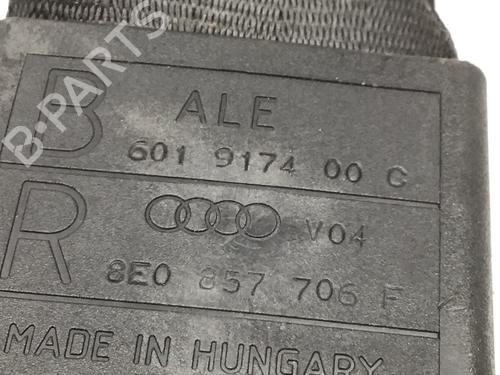 B ALE
601 9174 00 C
R V04
8E0 857 706 F
MADE IN HUNGARY
B-PARTS